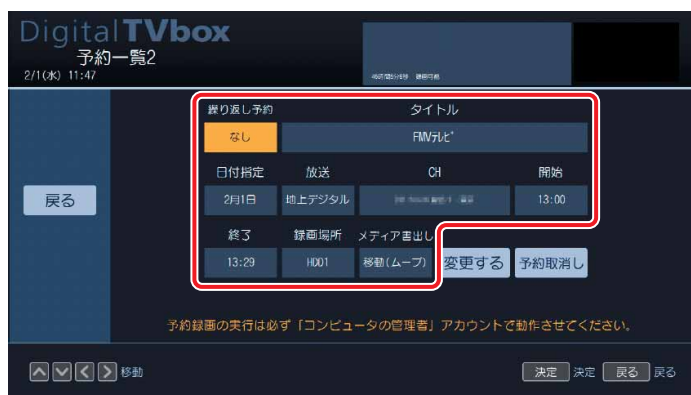 Digital TVbox
予約一覧2
2/1(水) 11:47
繰り返し予約 タイトル
なし FMVテレビ
日付指定 放送 CH 開始
2月1日 地上デジタル 13:00
戻る
終了 録画場所 メディア書出し
13:29 HDD1 移動(ムーブ) 変更する 予約取消し
予約録画の実行は必ず「コンピュータの管理者」アカウントで動作させてください。
移動 決定 決定 戻る 戻る